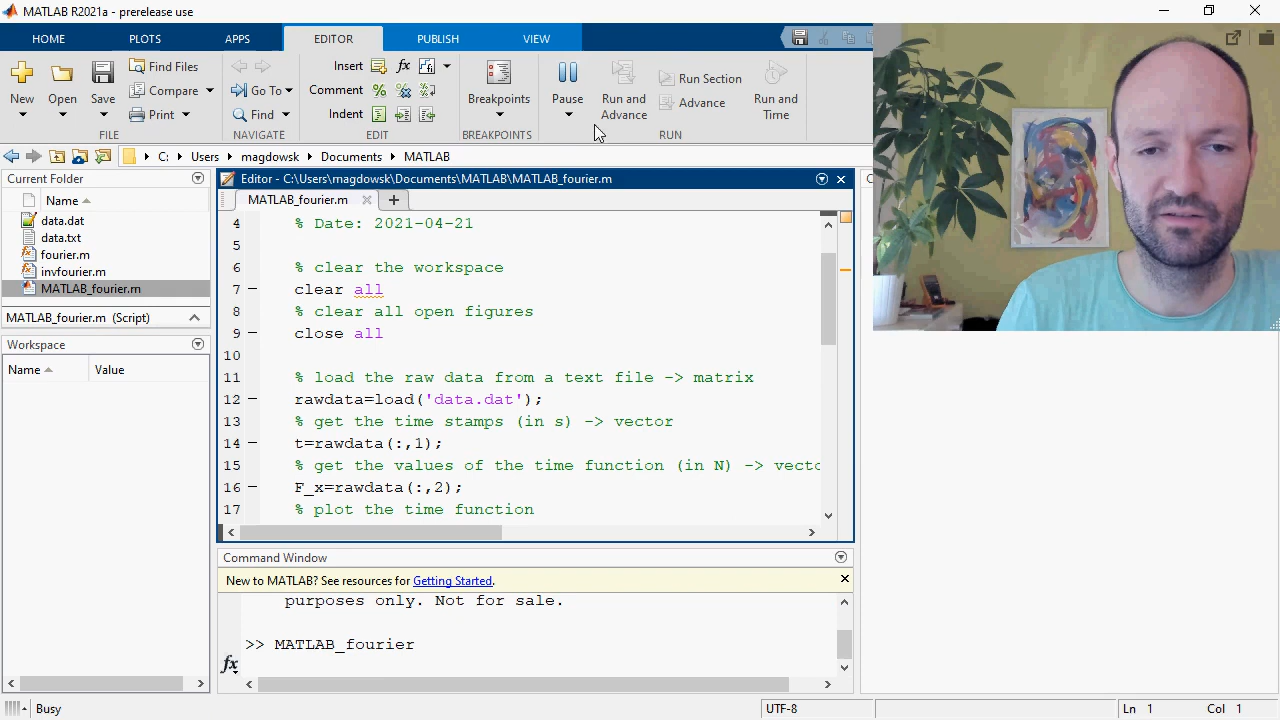 MATLAB R2021a - prerelease use
HOME PLOTS APPS EDITOR PUBLISH VIEW
New Open Save Find Files Compare Print
FILE
Go To Find
NAVIGATE
Insert fx
Comment
Indent
EDIT
Breakpoints
BREAKPOINTS
Pause Run and Advance Run Section Advance Run and Time
RUN
C: Users magdowsk Documents MATLAB
Current Folder
Name
data.dat
data.txt
fourier.m
invfourier.m
MATLAB_fourier.m
MATLAB_fourier.m (Script)
Workspace
Name Value
Editor - C:\Users\magdowsk\Documents\MATLAB\MATLAB_fourier.m
MATLAB_fourier.m
4 % Date: 2021-04-21
5
6 % clear the workspace
7 clear all
8 % clear all open figures
9 close all
10
11 % load the raw data from a text file -> matrix
12 rawdata=load('data.dat');
13 % get the time stamps (in s) -> vector
14 t=rawdata(:,1);
15 % get the values of the time function (in N) -> vecto
16 F_x=rawdata(:,2);
17 % plot the time function
Command Window
New to MATLAB? See resources for Getting Started.
purposes only. Not for sale.
>> MATLAB_fourier
fx
Busy UTF-8 Ln 1 Col 1